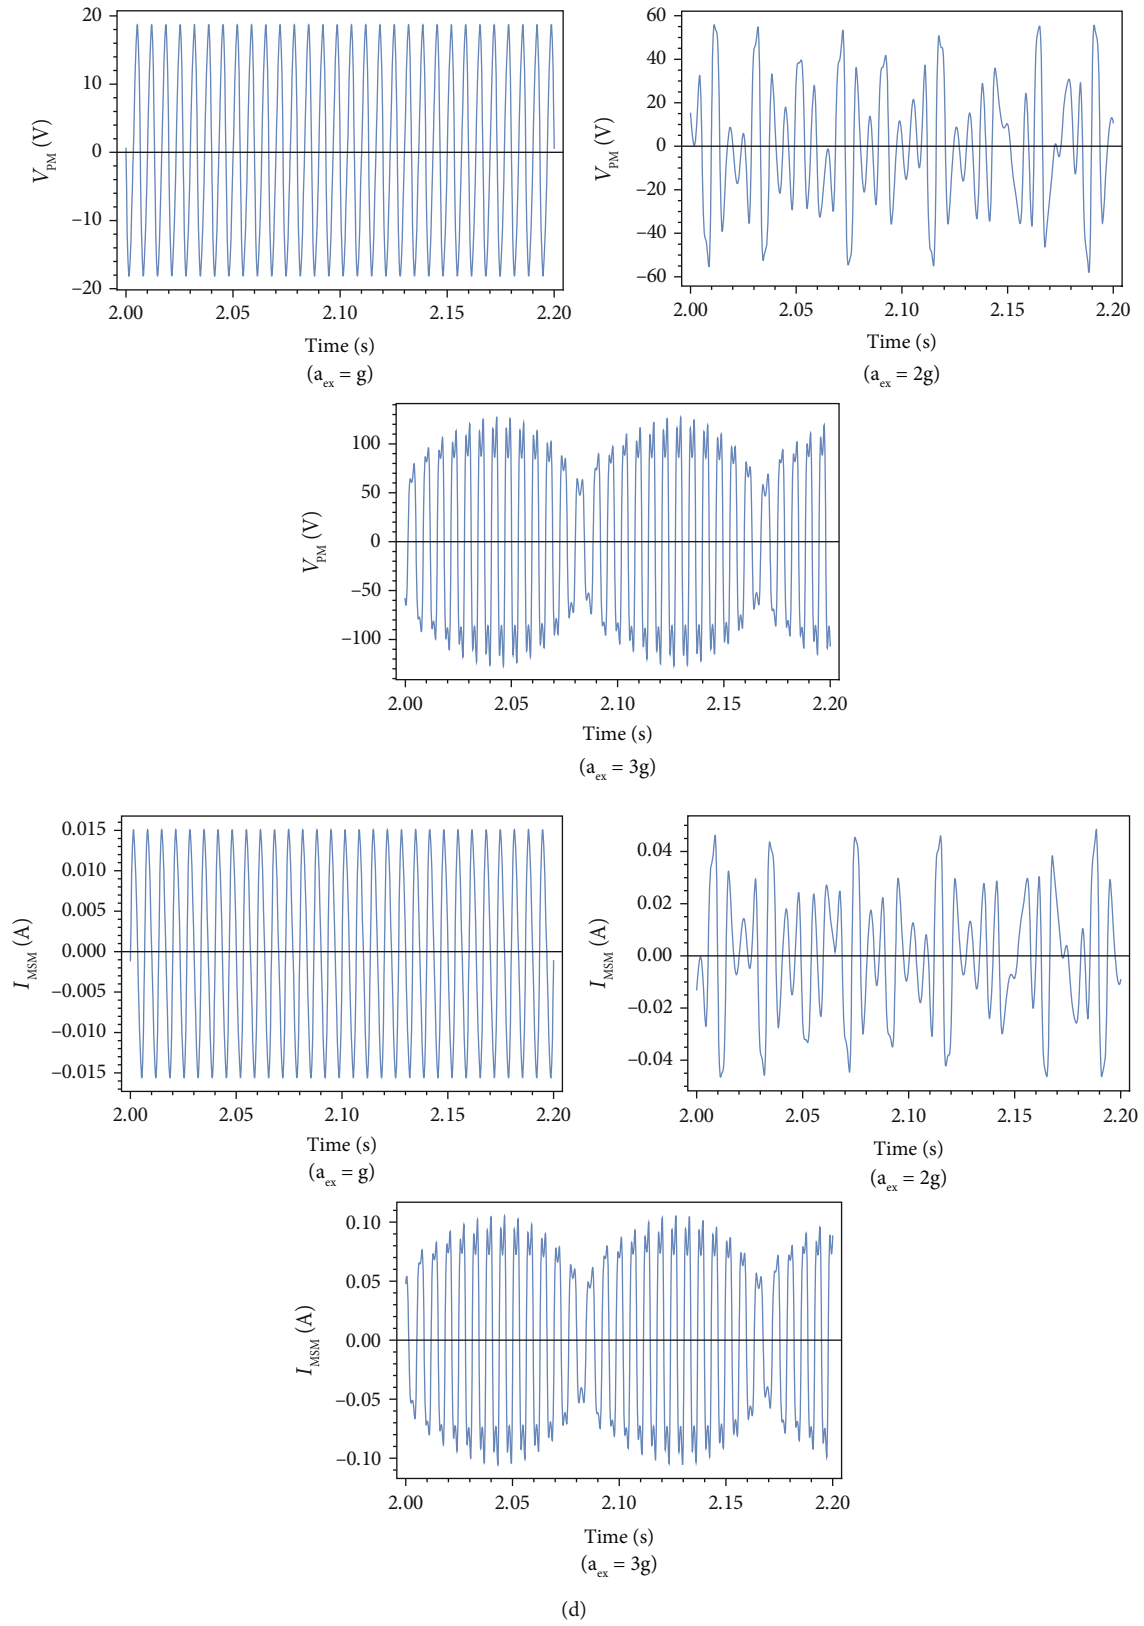 20
10
0
−10
−20
V_PM (V)
2.00 2.05 2.10 2.15 2.20
Time (s)
(a_ex = g)
60
40
20
0
−20
−40
−60
V_PM (V)
2.00 2.05 2.10 2.15 2.20
Time (s)
(a_ex = 2g)
100
50
0
−50
−100
V_PM (V)
2.00 2.05 2.10 2.15 2.20
Time (s)
(a_ex = 3g)
0.015
0.010
0.005
0.000
−0.005
−0.010
−0.015
I_MSM (A)
2.00 2.05 2.10 2.15 2.20
Time (s)
(a_ex = g)
0.04
0.02
0.00
−0.02
−0.04
I_MSM (A)
2.00 2.05 2.10 2.15 2.20
Time (s)
(a_ex = 2g)
0.10
0.05
0.00
−0.05
−0.10
I_MSM (A)
2.00 2.05 2.10 2.15 2.20
Time (s)
(a_ex = 3g)
(d)